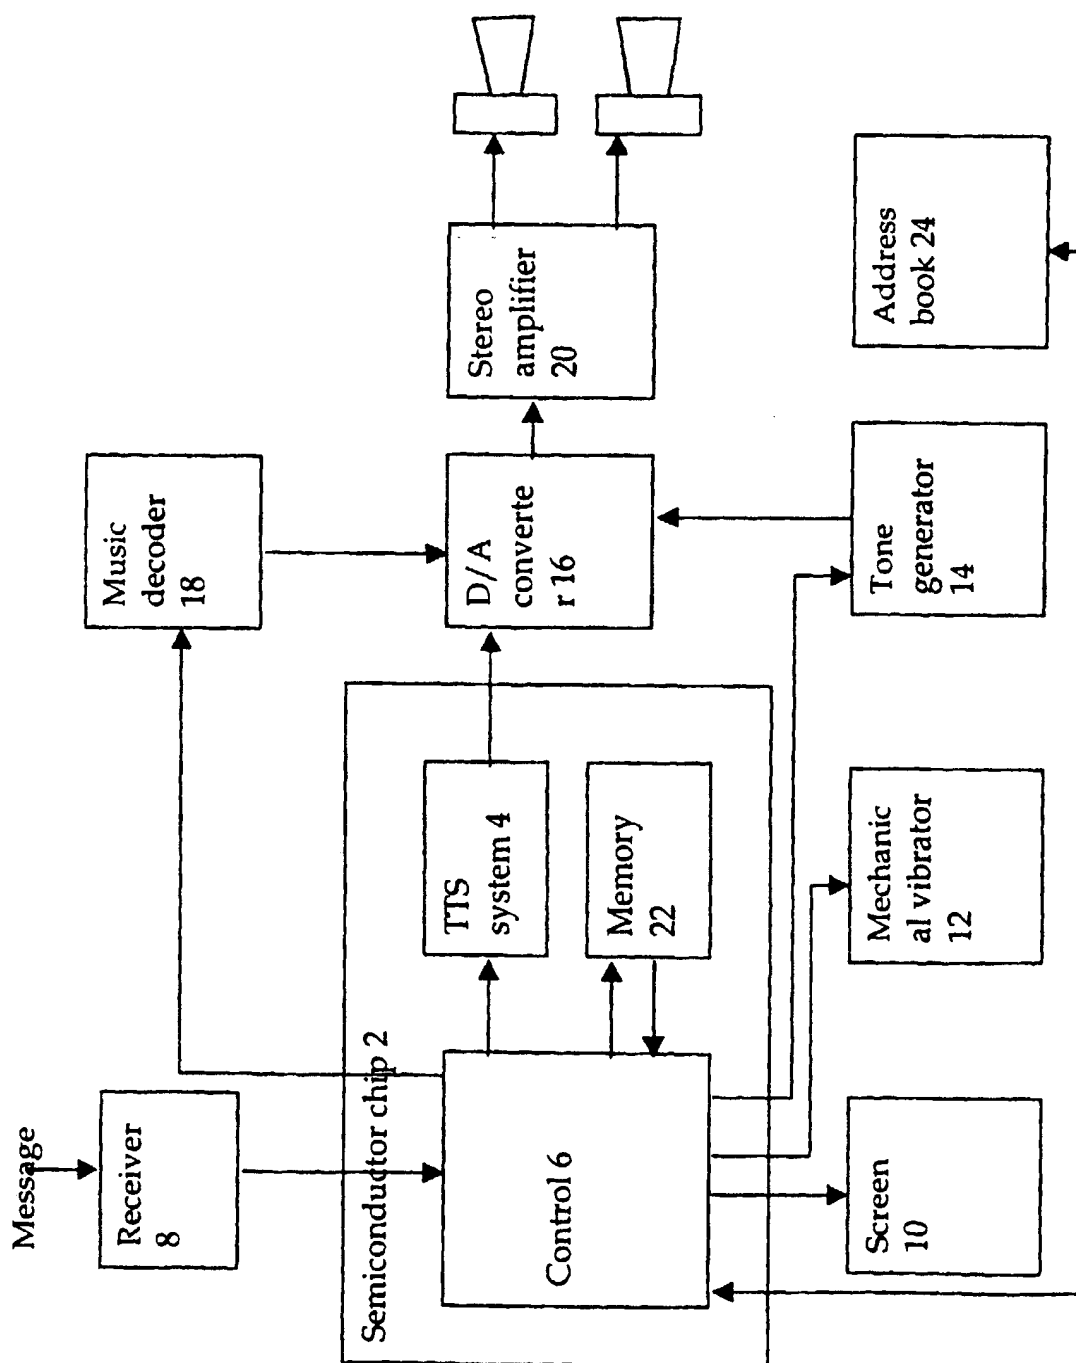 Message
Receiver
8
Music
decoder
18
Semiconductor chip 2
Control 6
TTS
system 4
Memory
22
D/A
converte
r 16
Stereo
amplifier
20
Screen
10
Mechanic
al vibrator
12
Tone
generator
14
Address
book 24